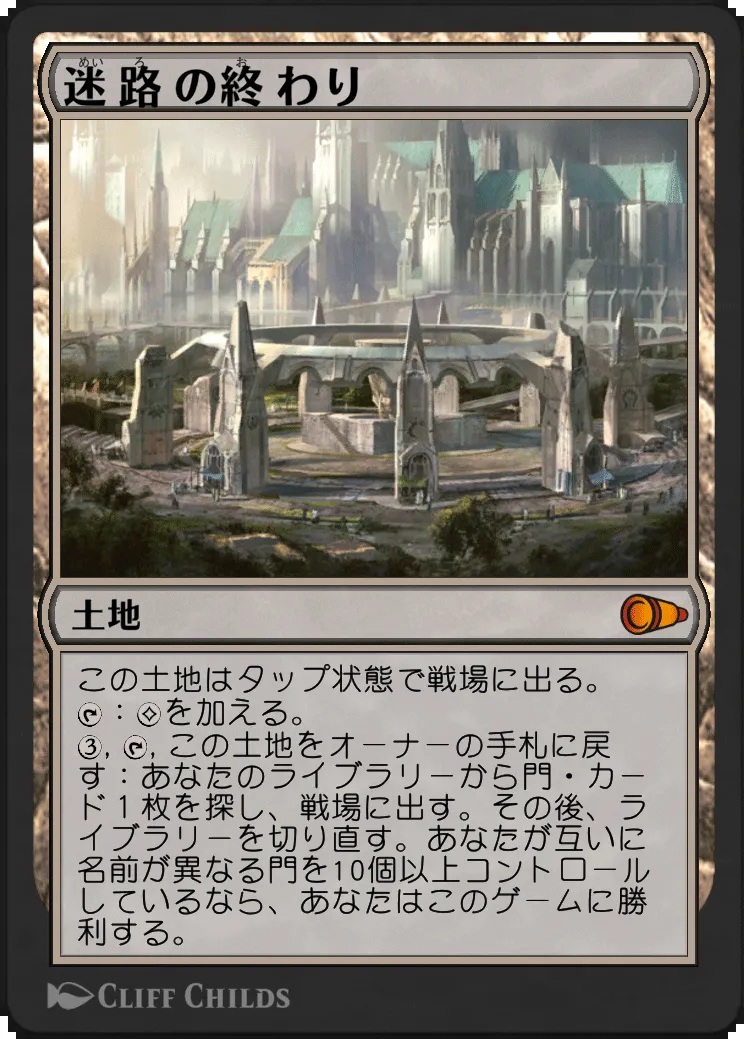 迷路の終わり
土地
この土地はタップ状態で戦場に出る。
：を加える。
3, , この土地をオーナーの手札に戻
す：あなたのライブラリーから門・カー
ド１枚を探し、戦場に出す。その後、ラ
イブラリーを切り直す。あなたが互いに
名前が異なる門を10個以上コントロール
しているなら、あなたはこのゲームに勝
利する。
CLIFF CHILDS